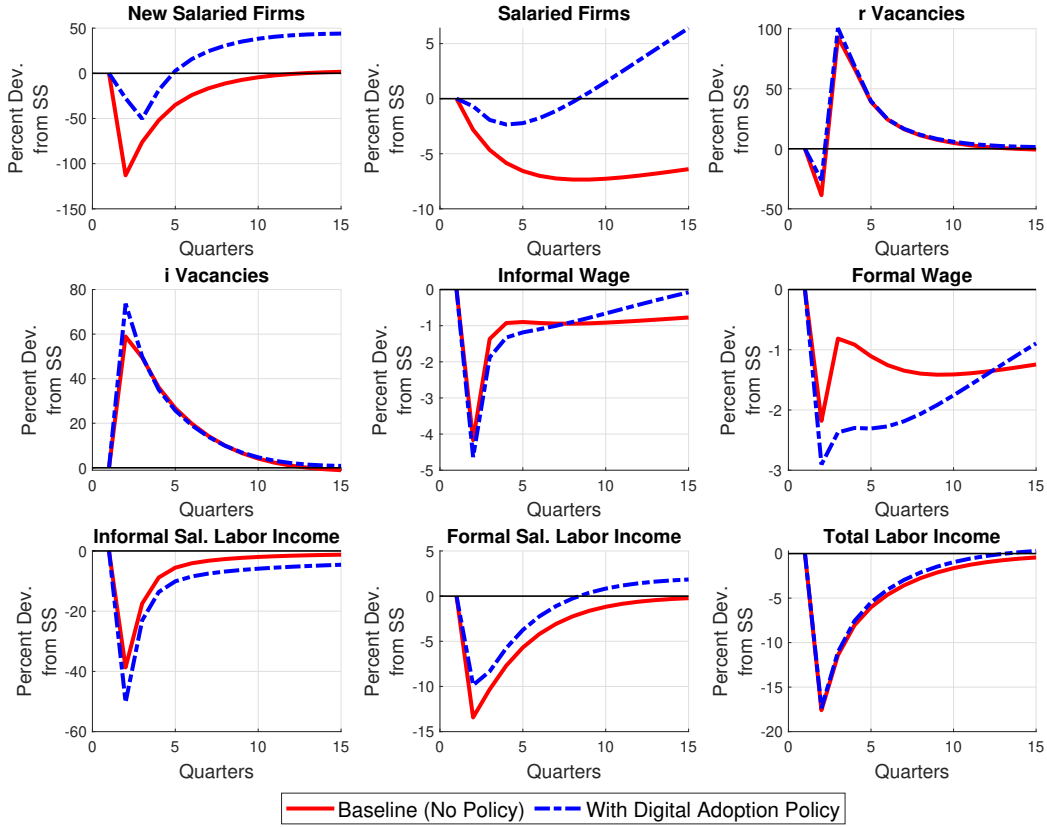 New Salaried Firms
50
0
-50
-100
-150
Percent Dev.
from SS
0 5 10 15
Quarters
Salaried Firms
5
0
-5
-10
Percent Dev.
from SS
0 5 10 15
Quarters
r Vacancies
100
50
0
-50
Percent Dev.
from SS
0 5 10 15
Quarters
i Vacancies
80
60
40
20
0
Percent Dev.
from SS
0 5 10 15
Quarters
Informal Wage
0
-1
-2
-3
-4
-5
Percent Dev.
from SS
0 5 10 15
Quarters
Formal Wage
0
-1
-2
-3
Percent Dev.
from SS
0 5 10 15
Quarters
Informal Sal. Labor Income
0
-20
-40
-60
Percent Dev.
from SS
0 5 10 15
Quarters
Formal Sal. Labor Income
5
0
-5
-10
-15
Percent Dev.
from SS
0 5 10 15
Quarters
Total Labor Income
0
-5
-10
-15
-20
Percent Dev.
from SS
0 5 10 15
Quarters
Baseline (No Policy) With Digital Adoption Policy